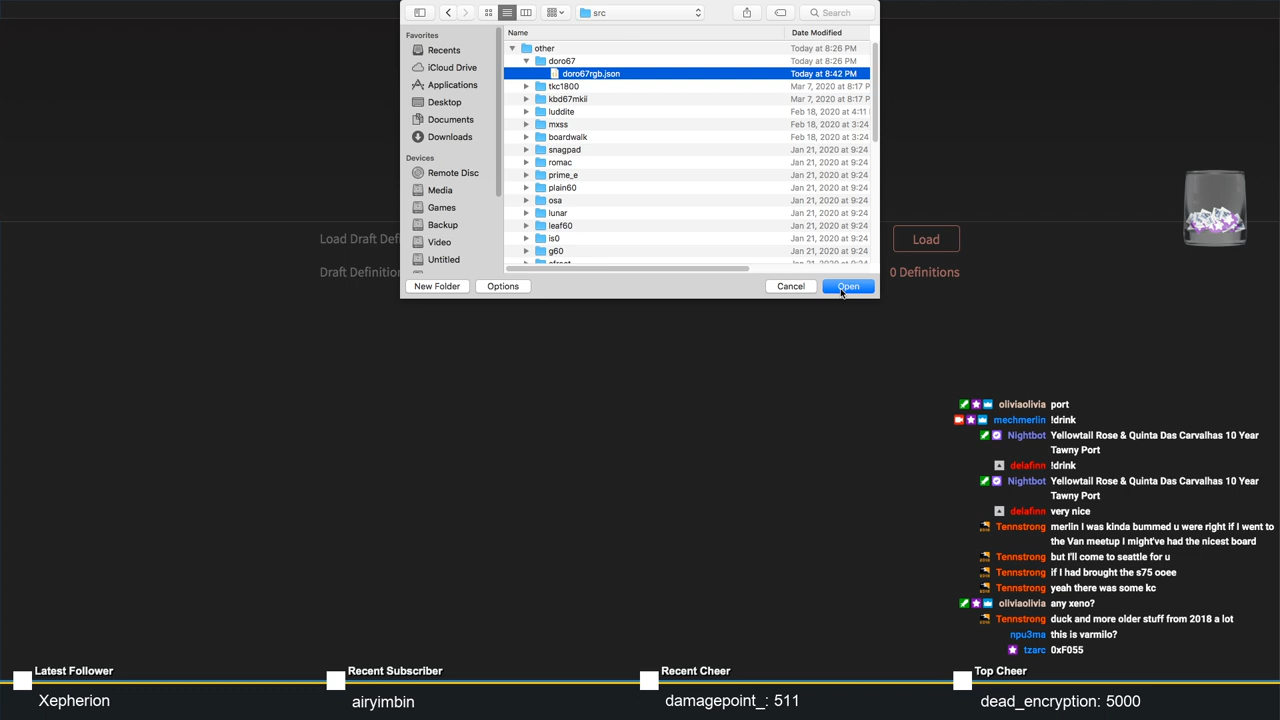 src
Search
Favorites
Recents
iCloud Drive
Applications
Desktop
Documents
Downloads
Devices
Remote Disc
Media
Games
Backup
Video
Untitled
Name Date Modified
other Today at 8:26 PM
doro67 Today at 8:26 PM
doro67rgb.json Today at 8:42 PM
tkc1800 Mar 7, 2020 at 8:17 P
kbd67mkii Mar 7, 2020 at 8:17 P
luddite Feb 18, 2020 at 4:11
mxss Feb 18, 2020 at 3:24
boardwalk Feb 18, 2020 at 3:24
snagpad Jan 21, 2020 at 9:24
romac Jan 21, 2020 at 9:24
prime_e Jan 21, 2020 at 9:24
plain60 Jan 21, 2020 at 9:24
osa Jan 21, 2020 at 9:24
lunar Jan 21, 2020 at 9:24
leaf60 Jan 21, 2020 at 9:24
is0 Jan 21, 2020 at 9:24
g60 Jan 21, 2020 at 9:24
New Folder Options Cancel Open
Load Draft Defi Load
Draft Definition 0 Definitions
oliviaolivia port
mechmerlin !drink
Nightbot Yellowtail Rose & Quinta Das Carvalhas 10 Year
Tawny Port
delafinn !drink
Nightbot Yellowtail Rose & Quinta Das Carvalhas 10 Year
Tawny Port
delafinn very nice
Tennstrong merlin I was kinda bummed u were right if I went to
the Van meetup I might've had the nicest board
Tennstrong but I'll come to seattle for u
Tennstrong if I had brought the s75 ooee
Tennstrong yeah there was some kc
oliviaolivia any xeno?
Tennstrong duck and more older stuff from 2018 a lot
npu3ma this is varmilo?
tzarc 0xF055
Latest Follower
Xepherion
Recent Subscriber
airyimbin
Recent Cheer
damagepoint_: 511
Top Cheer
dead_encryption: 5000